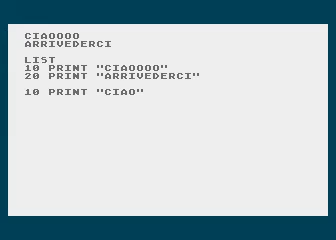 CIAOOOO
ARRIVEDERCI
LIST
10 PRINT "CIAOOOO"
20 PRINT "ARRIVEDERCI"
10 PRINT "CIAO"